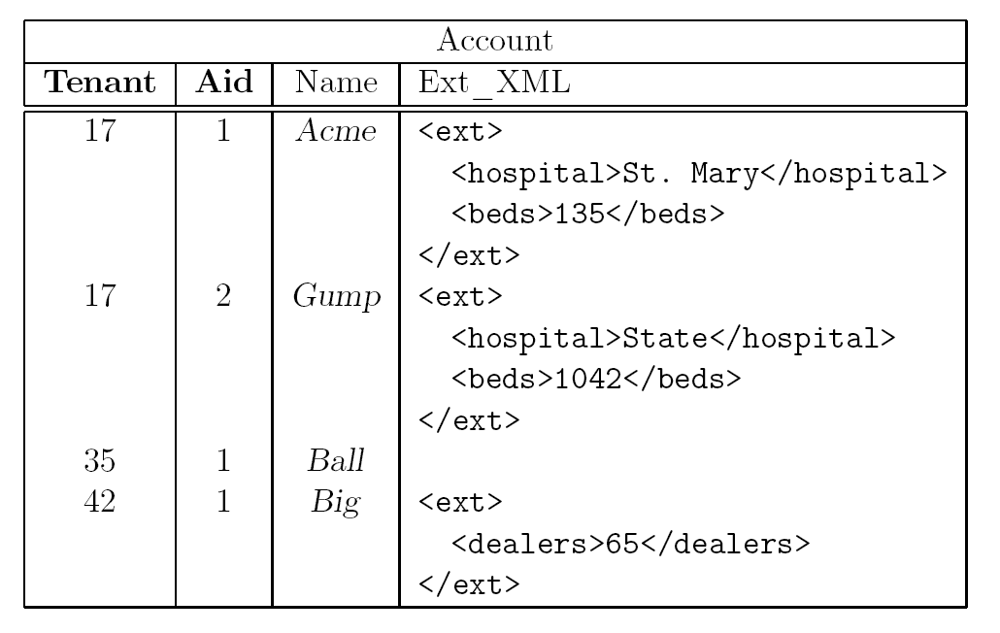 Account
Tenant Aid Name Ext_XML
17 1 Acme <ext>
<hospital>St. Mary</hospital>
<beds>135</beds>
</ext>
17 2 Gump <ext>
<hospital>State</hospital>
<beds>1042</beds>
</ext>
35 1 Ball
42 1 Big <ext>
<dealers>65</dealers>
</ext>